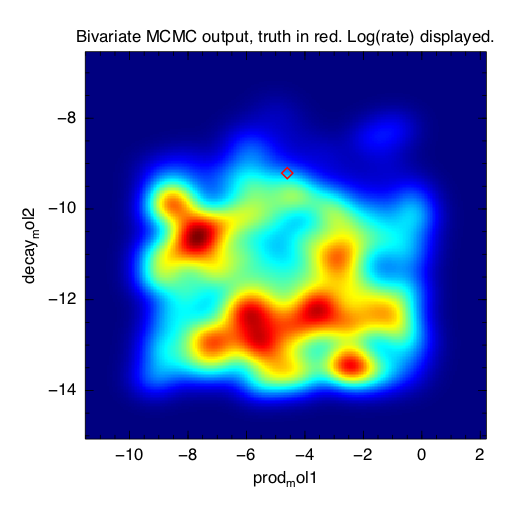 Bivariate MCMC output, truth in red. Log(rate) displayed.
−8
−10
−12
−14
decay_mol2
−10 −8 −6 −4 −2 0 2
prod_mol1